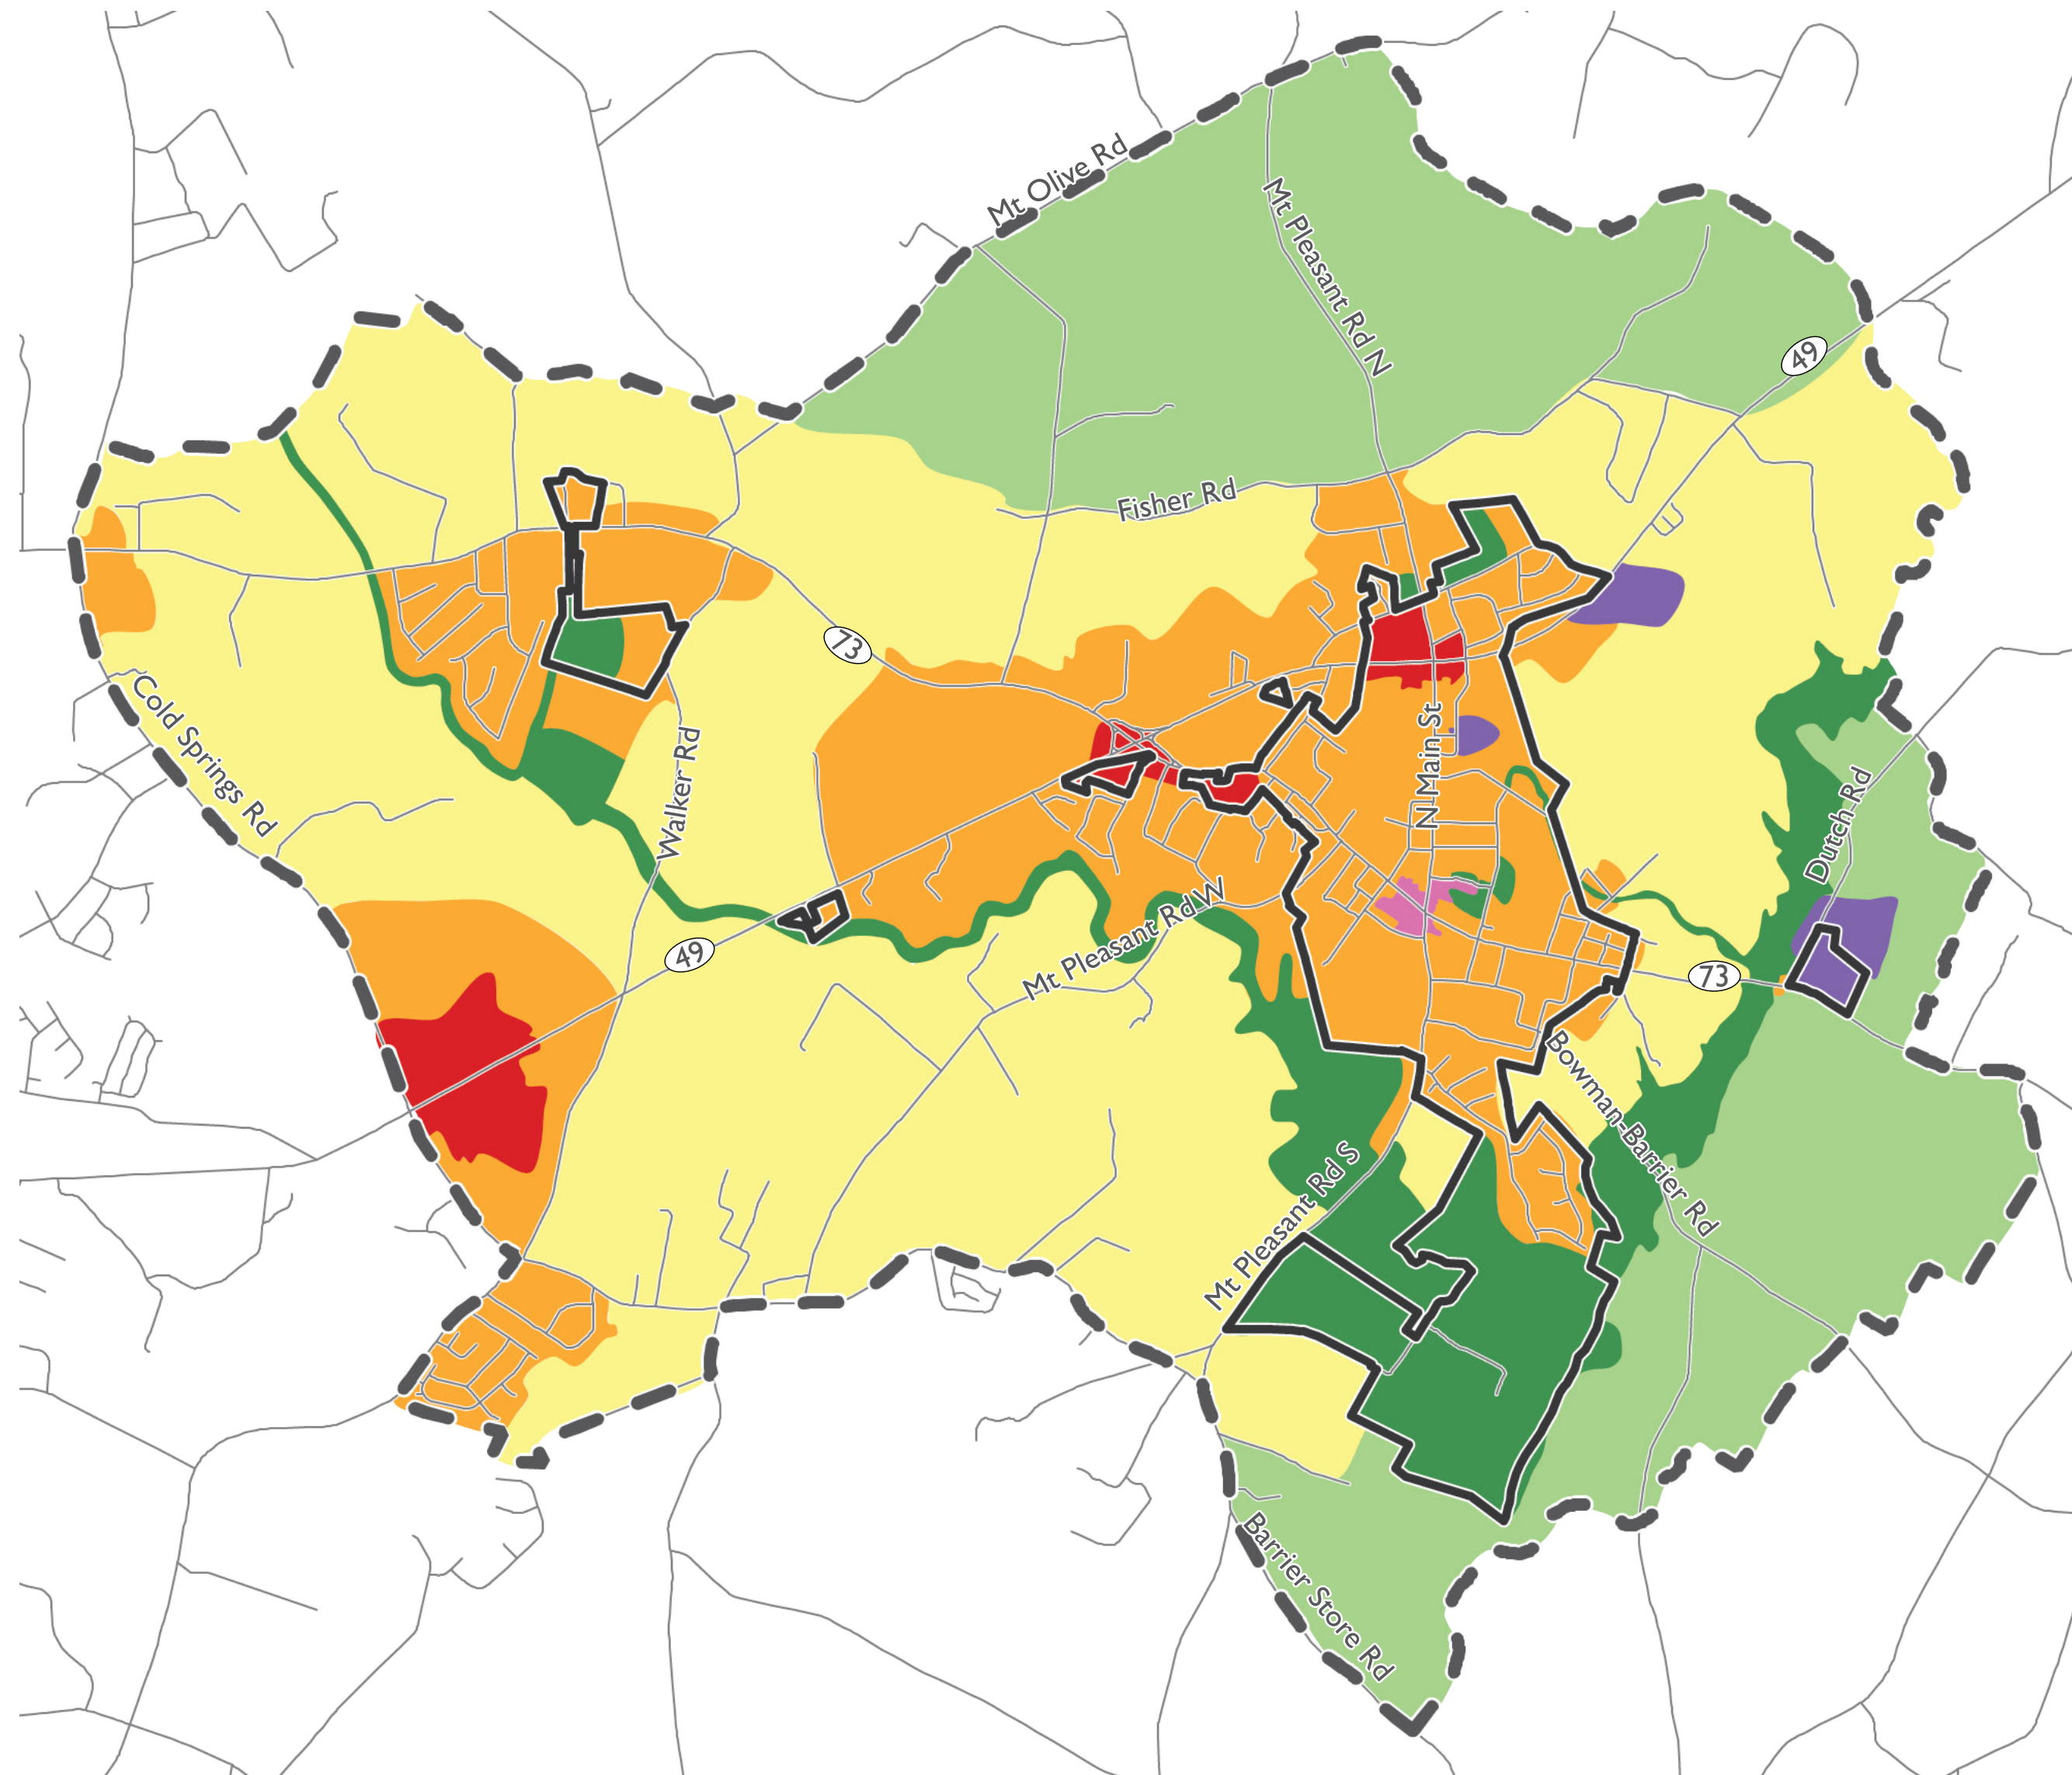 Mt Olive Rd
Mt Pleasant Rd N
49
Fisher Rd
73
Cold Springs Rd
Walker Rd
N Main St
Dutch Rd
Mt Pleasant Rd W
49
73
Bowman-Barrier Rd
Mt Pleasant Rd S
Barrier Store Rd